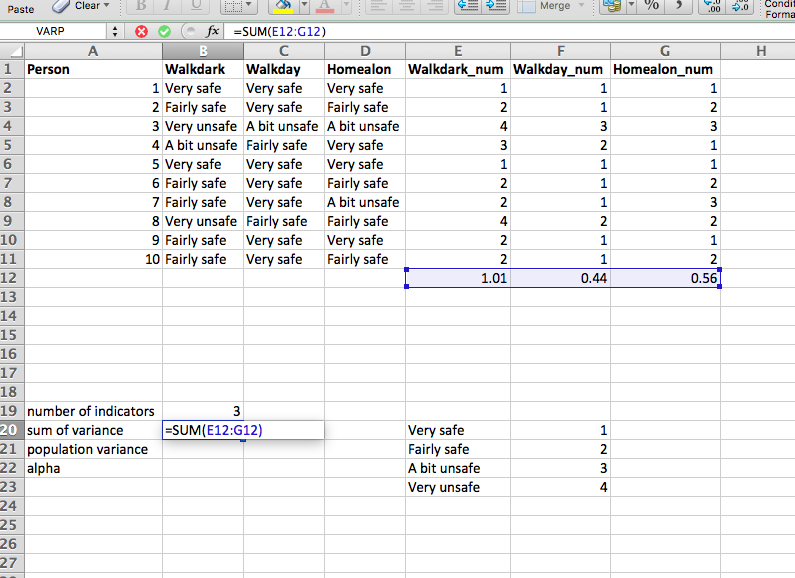 Paste Clear B I U A Merge % , .00 .0 Condit
Forma
VARP fx =SUM(E12:G12)
A B C D E F G H
1 Person Walkdark Walkday Homealon Walkdark_num Walkday_num Homealon_num
2 1 Very safe Very safe Very safe 1 1 1
3 2 Fairly safe Very safe Fairly safe 2 1 2
4 3 Very unsafe A bit unsafe A bit unsafe 4 3 3
5 4 A bit unsafe Fairly safe Very safe 3 2 1
6 5 Very safe Very safe Very safe 1 1 1
7 6 Fairly safe Very safe Fairly safe 2 1 2
8 7 Fairly safe Very safe A bit unsafe 2 1 3
9 8 Very unsafe Fairly safe Fairly safe 4 2 2
10 9 Fairly safe Very safe Very safe 2 1 1
11 10 Fairly safe Very safe Fairly safe 2 1 2
12 1.01 0.44 0.56
13
14
15
16
17
18
19 number of indicators 3
20 sum of variance =SUM(E12:G12) Very safe 1
21 population variance Fairly safe 2
22 alpha A bit unsafe 3
23 Very unsafe 4
24
25
26
27